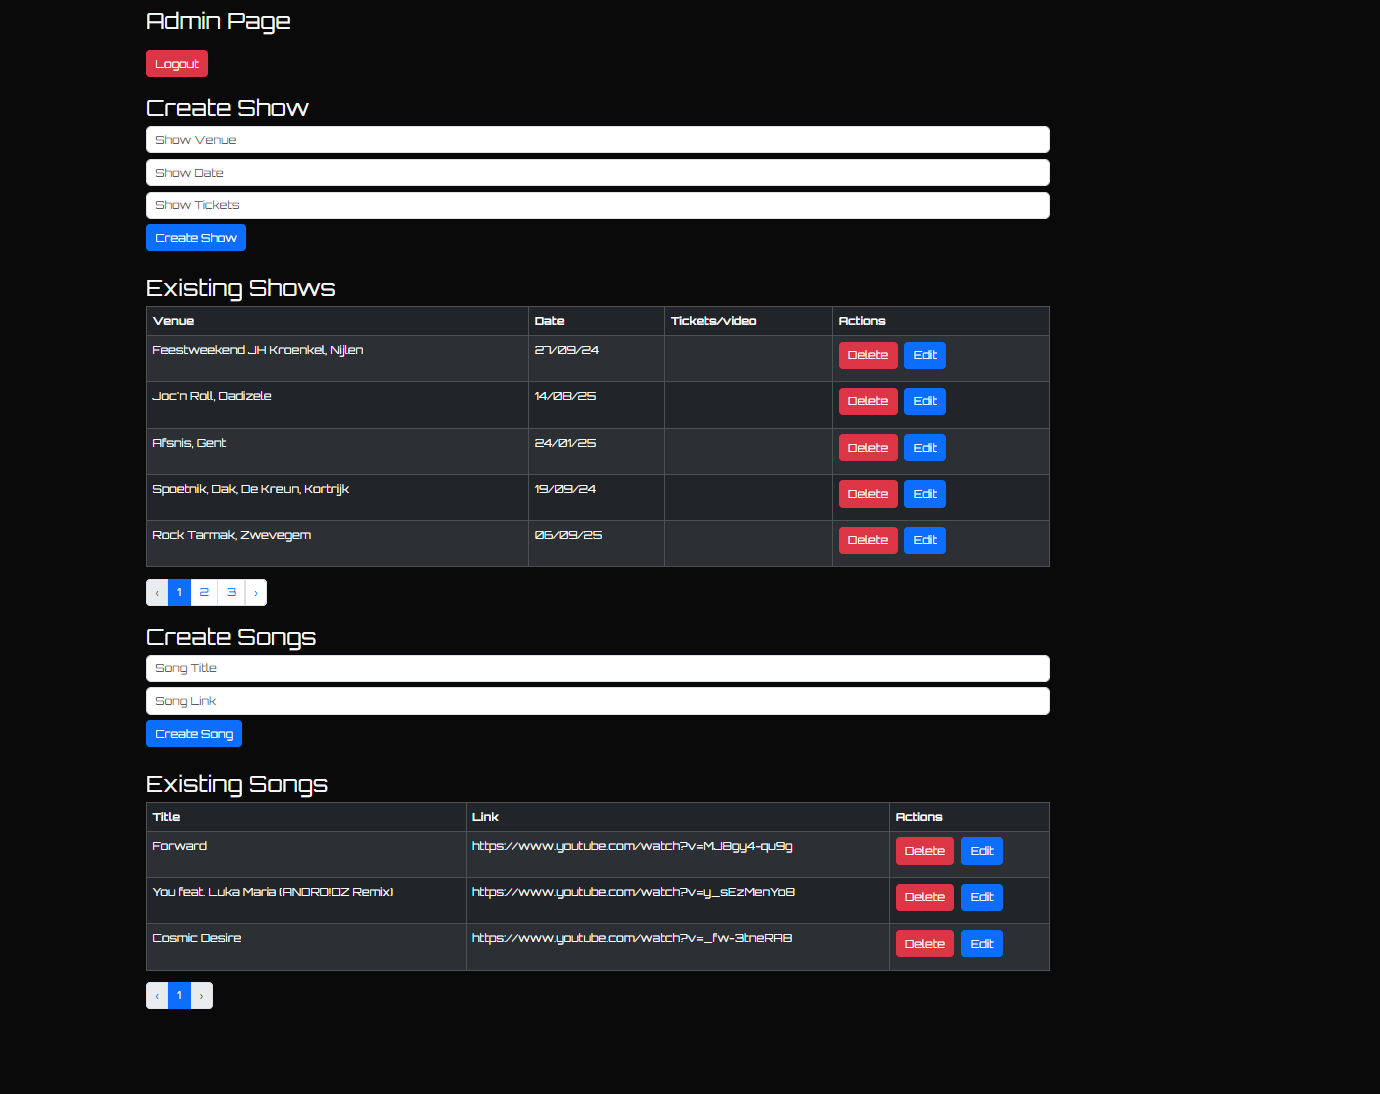 Admin Page
Logout
Create Show
Show Venue
Show Date
Show Tickets
Create Show
Existing Shows
Venue Date Tickets/video Actions
Feestweekend JH Kroenkel, Nijlen 27/09/24 Delete Edit
Joc'n Roll, Dadizele 14/08/25 Delete Edit
Afsnis, Gent 24/01/25 Delete Edit
Spoetnik, Dak, De Kreun, Kortrijk 19/09/24 Delete Edit
Rock Tarmak, Zwevegem 06/09/25 Delete Edit
‹ 1 2 3 ›
Create Songs
Song Title
Song Link
Create Song
Existing Songs
Title Link Actions
Forward https://www.youtube.com/watch?v=MJBgy4-qu9g Delete Edit
You feat. Luka Maria (ANDRO!DZ Remix) https://www.youtube.com/watch?v=y_sEzMenYo8 Delete Edit
Cosmic Desire https://www.youtube.com/watch?v=_fw-3tneRA8 Delete Edit
‹ 1 ›